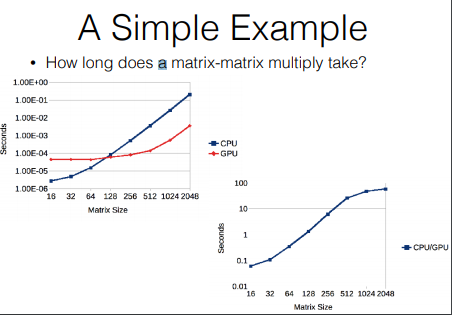 A Simple Example
• How long does a matrix-matrix multiply take?
1.00E+00
1.00E-01
1.00E-02
1.00E-03
1.00E-04
1.00E-05
1.00E-06
Seconds
16 32 64 128 256 512 1024 2048
Matrix Size
CPU
GPU
100
10
1
0.1
0.01
Seconds
16 32 64 128 256 512 1024 2048
Matrix Size
CPU/GPU